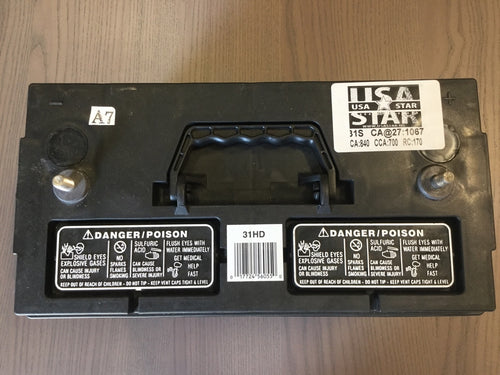 USA
USA STAR
STAR
31S CA@27:1067
CA:840 CCA:700 RC:170
A7
- +
DANGER/POISON
SHIELD EYES
EXPLOSIVE GASES
CAN CAUSE INJURY
OR BLINDNESS
NO
SPARKS
FLAMES
SMOKING
SULFURIC
ACID
CAN CAUSE
BLINDNESS OR
SEVERE INJURY
FLUSH EYES WITH
WATER IMMEDIATELY
GET MEDICAL
HELP
FAST
KEEP OUT OF REACH OF CHILDREN - DO NOT TIP - KEEP VENT CAPS TIGHT & LEVEL
31HD
DANGER/POISON
SHIELD EYES
EXPLOSIVE GASES
CAN CAUSE INJURY
OR BLINDNESS
NO
SPARKS
FLAMES
SMOKING
SULFURIC
ACID
CAN CAUSE
BLINDNESS OR
SEVERE INJURY
FLUSH EYES WITH
WATER IMMEDIATELY
GET MEDICAL
HELP
FAST
KEEP OUT OF REACH OF CHILDREN - DO NOT TIP - KEEP VENT CAPS TIGHT & LEVEL